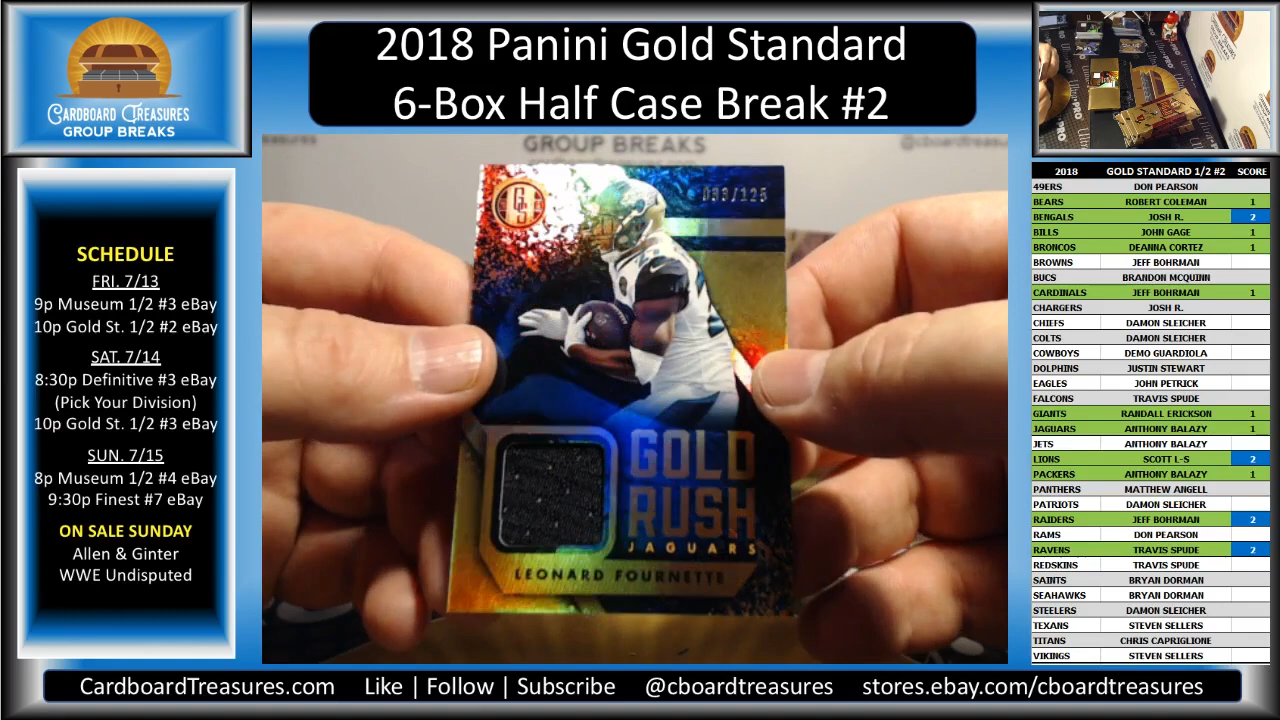 CARDBOARD TREASURES
GROUP BREAKS
2018 Panini Gold Standard
6-Box Half Case Break #2
SCHEDULE
FRI. 7/13
9p Museum 1/2 #3 eBay
10p Gold St. 1/2 #2 eBay
SAT. 7/14
8:30p Definitive #3 eBay
(Pick Your Division)
10p Gold St. 1/2 #3 eBay
SUN. 7/15
8p Museum 1/2 #4 eBay
9:30p Finest #7 eBay
ON SALE SUNDAY
Allen & Ginter
WWE Undisputed
GROUP BREAKS
GS
093/125
GOLD
RUSH
JAGUARS
LEONARD FOURNETTE
2018 GOLD STANDARD 1/2 #2 SCORE
49ERS DON PEARSON
BEARS ROBERT COLEMAN 1
BENGALS JOSH R. 2
BILLS JOHN GAGE 1
BRONCOS DEANNA CORTEZ 1
BROWNS JEFF BOHRMAN
BUCS BRANDON MCQUINN
CARDINALS JEFF BOHRMAN 1
CHARGERS JOSH R.
CHIEFS DAMON SLEICHER
COLTS DAMON SLEICHER
COWBOYS DEMO GUARDIOLA
DOLPHINS JUSTIN STEWART
EAGLES JOHN PETRICK
FALCONS TRAVIS SPUDE
GIANTS RANDALL ERICKSON 1
JAGUARS ANTHONY BALAZY 1
JETS ANTHONY BALAZY
LIONS SCOTT L-S 2
PACKERS ANTHONY BALAZY 1
PANTHERS MATTHEW ANGELL
PATRIOTS DAMON SLEICHER
RAIDERS JEFF BOHRMAN 2
RAMS DON PEARSON
RAVENS TRAVIS SPUDE 2
REDSKINS TRAVIS SPUDE
SAINTS BRYAN DORMAN
SEAHAWKS BRYAN DORMAN
STEELERS DAMON SLEICHER
TEXANS STEVEN SELLERS
TITANS CHRIS CAPRIGLIONE
VIKINGS STEVEN SELLERS
CardboardTreasures.com Like | Follow | Subscribe @cboardtreasures stores.ebay.com/cboardtreasures